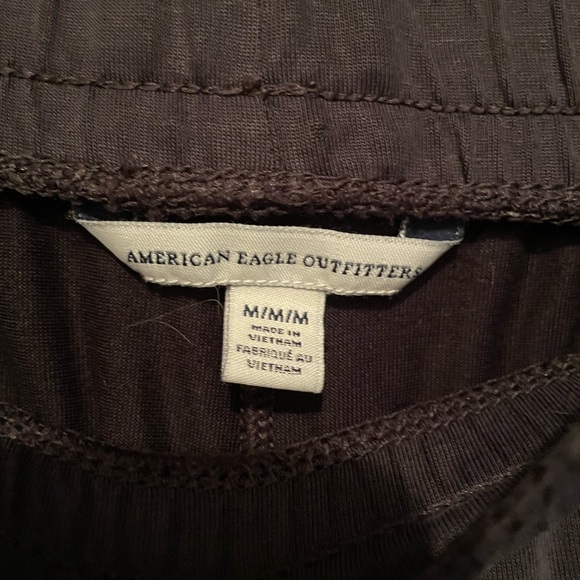 AMERICAN EAGLE OUTFITTERS
M/M/M
MADE IN
VIETNAM
FABRIQUÉ AU
VIETNAM